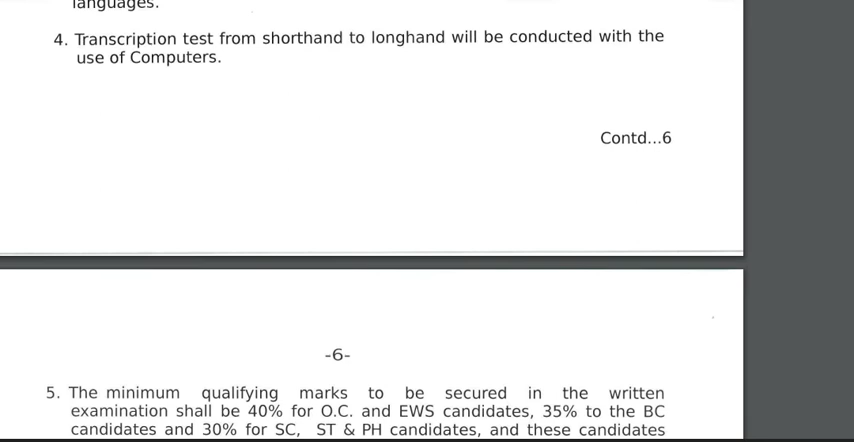 languages.
4. Transcription test from shorthand to longhand will be conducted with the
use of Computers.
Contd...6
-6-
5. The minimum qualifying marks to be secured in the written
examination shall be 40% for O.C. and EWS candidates, 35% to the BC
candidates and 30% for SC, ST & PH candidates, and these candidates